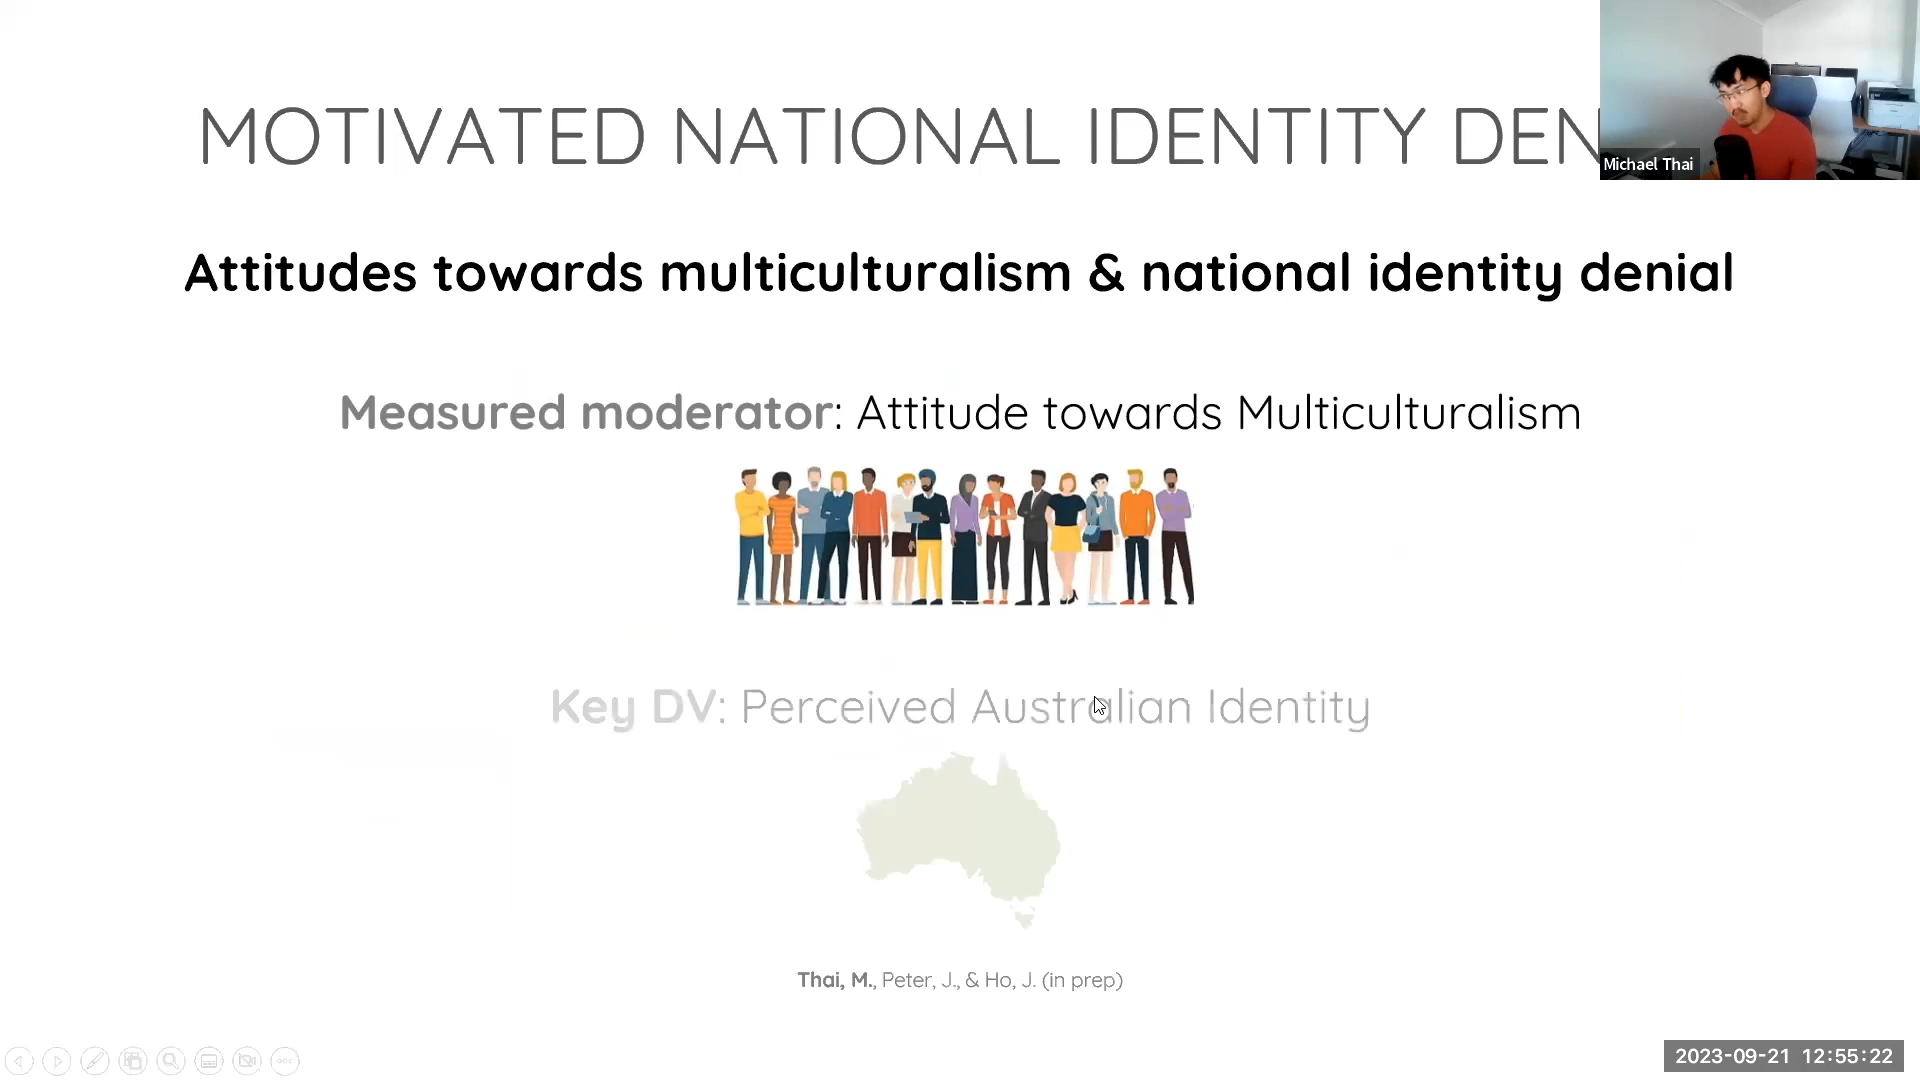 MOTIVATED NATIONAL IDENTITY DEN
Michael Thai
Attitudes towards multiculturalism & national identity denial
Measured moderator: Attitude towards Multiculturalism
Key DV: Perceived Australian Identity
Thai, M., Peter, J., & Ho, J. (in prep)
2023-09-21 12:55:22